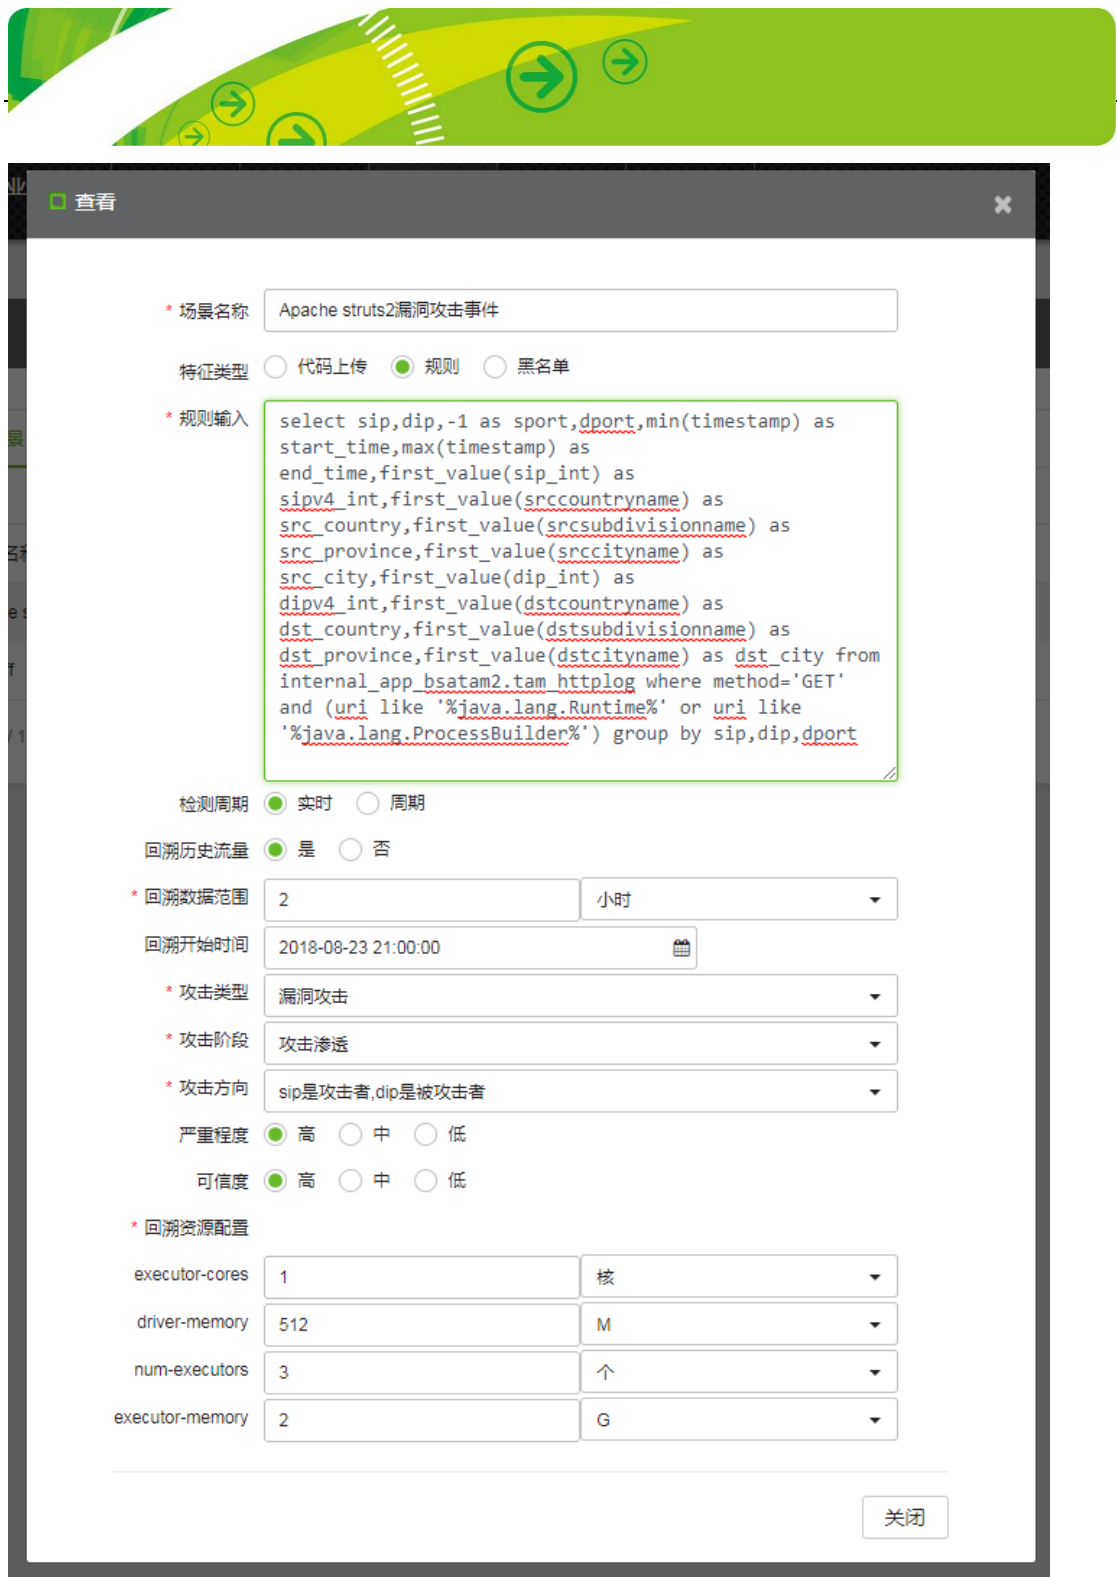 查看
* 场景名称 Apache struts2漏洞攻击事件
特征类型 代码上传 规则 黑名单
* 规则输入 select sip,dip,-1 as sport,dport,min(timestamp) as
start_time,max(timestamp) as
end_time,first_value(sip_int) as
sipv4_int,first_value(srccountryname) as
src_country,first_value(srcsubdivisionname) as
src_province,first_value(srccityname) as
src_city,first_value(dip_int) as
dipv4_int,first_value(dstcountryname) as
dst_country,first_value(dstsubdivisionname) as
dst_province,first_value(dstcityname) as dst_city from
internal_app_bsatam2.tam_httplog where method='GET'
and (uri like '%java.lang.Runtime%' or uri like
'%java.lang.ProcessBuilder%') group by sip,dip,dport
检测周期 实时 周期
回溯历史流量 是 否
* 回溯数据范围 2 小时
回溯开始时间 2018-08-23 21:00:00
* 攻击类型 漏洞攻击
* 攻击阶段 攻击渗透
* 攻击方向 sip是攻击者,dip是被攻击者
严重程度 高 中 低
可信度 高 中 低
* 回溯资源配置
executor-cores 1 核
driver-memory 512 M
num-executors 3 个
executor-memory 2 G
关闭